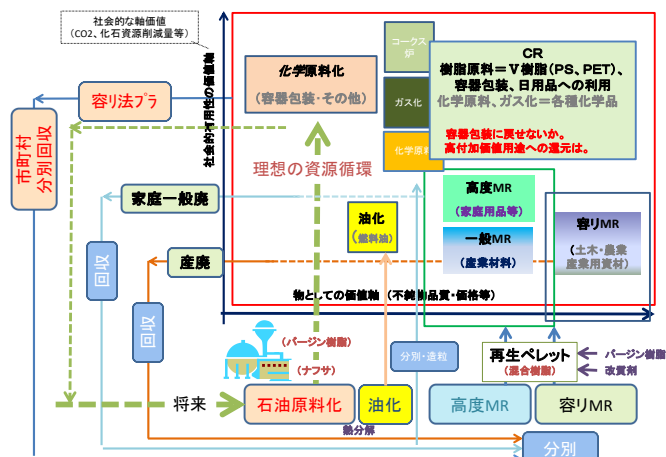 社会的な軸価値
（CO2、化石資源削減量等）
社会的有用性の価値軸
コークス
炉
ガス化
化学原料
CR
樹脂原料＝V樹脂（PS、PET）、
容器包装、日用品への利用
化学原料、ガス化＝各種化学品
容器包装に戻せないか。
高付加価値用途への還元は。
化学原料化
（容器包装・その他）
容リ法プラ
市町村
分別回収
理想の資源循環
家庭一般廃
油化
（燃料油）
高度MR
（家庭用品等）
一般MR
（産業材料）
容リMR
（土木・農業
産業用資材）
回収
産廃
回収
物としての価値軸 （不純物品質・価格等）
（バージン樹脂）
（ナフサ）
分別・造粒
再生ペレット
（混合樹脂）
バージン樹脂
改質剤
将来
石油原料化
油化
高度MR
容リMR
熱分解
分別